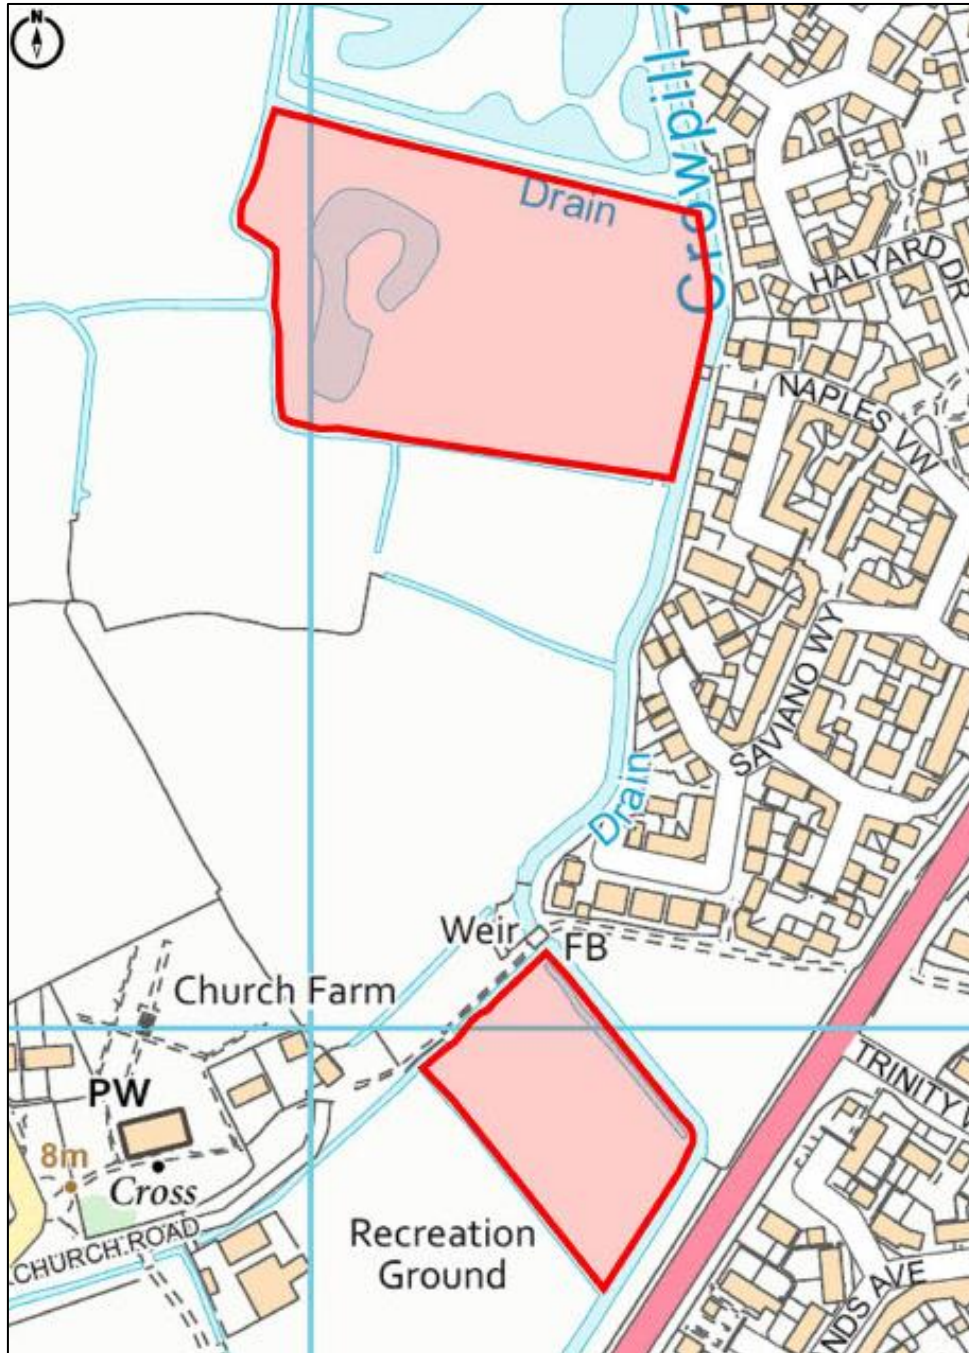 N
Crowpill
Drain
HALYARD DR
NAPLES VW
SAVIANO WY
Drain
Weir
FB
Church Farm
PW
8m
Cross
CHURCH ROAD
Recreation
Ground
TRINITY
NDS AVE